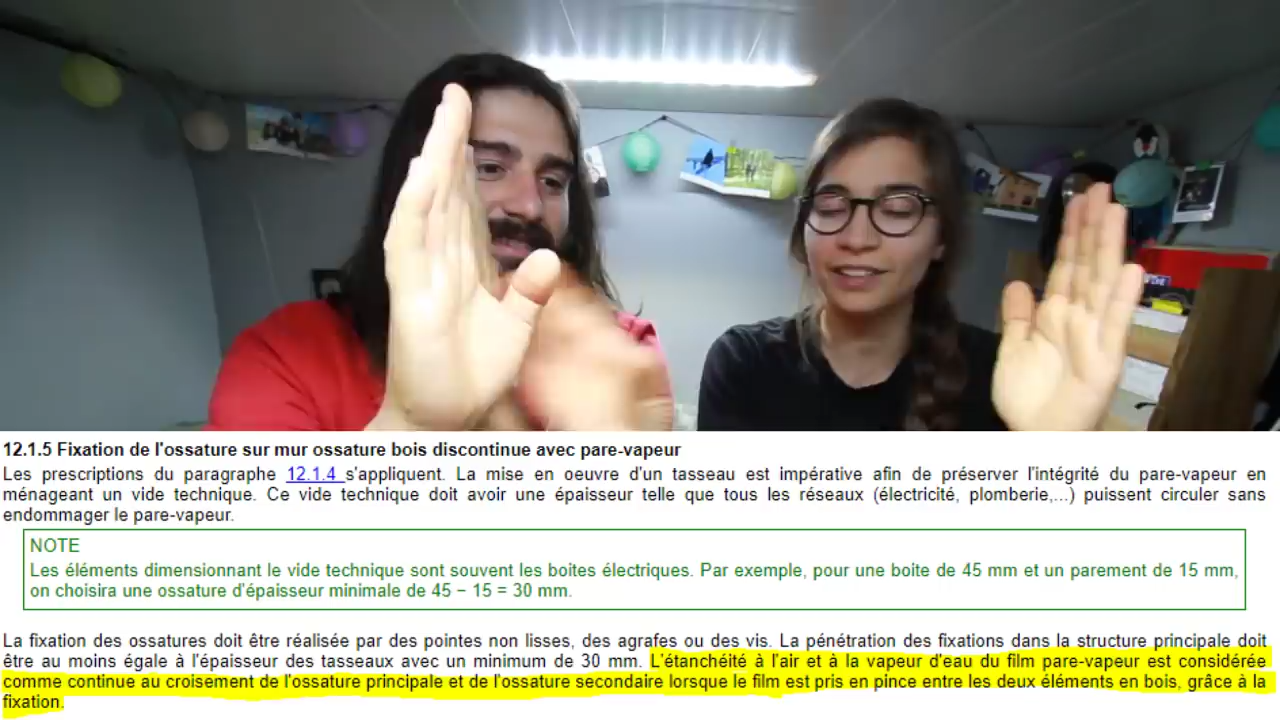 12.1.5 Fixation de l'ossature sur mur ossature bois discontinue avec pare-vapeur
Les prescriptions du paragraphe 12.1.4 s'appliquent. La mise en oeuvre d'un tasseau est impérative afin de préserver l'intégrité du pare-vapeur en
ménageant un vide technique. Ce vide technique doit avoir une épaisseur telle que tous les réseaux (électricité, plomberie,...) puissent circuler sans
endommager le pare-vapeur.
NOTE
Les éléments dimensionnant le vide technique sont souvent les boites électriques. Par exemple, pour une boite de 45 mm et un parement de 15 mm,
on choisira une ossature d'épaisseur minimale de 45 − 15 = 30 mm.
La fixation des ossatures doit être réalisée par des pointes non lisses, des agrafes ou des vis. La pénétration des fixations dans la structure principale doit
être au moins égale à l'épaisseur des tasseaux avec un minimum de 30 mm. L'étanchéité à l'air et à la vapeur d'eau du film pare-vapeur est considérée
comme continue au croisement de l'ossature principale et de l'ossature secondaire lorsque le film est pris en pince entre les deux éléments en bois, grâce à la
fixation.